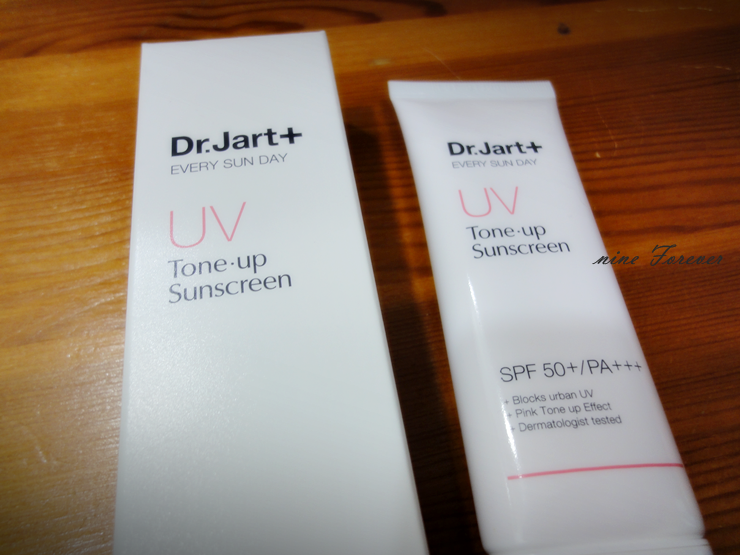 Dr.Jart+
EVERY SUN DAY
UV
Tone·up
Sunscreen
Dr.Jart+
EVERY SUN DAY
UV
Tone·up
Sunscreen
SPF 50+/PA+++
+ Blocks urban UV
+ Pink Tone up Effect
+ Dermatologist tested
nine Forever